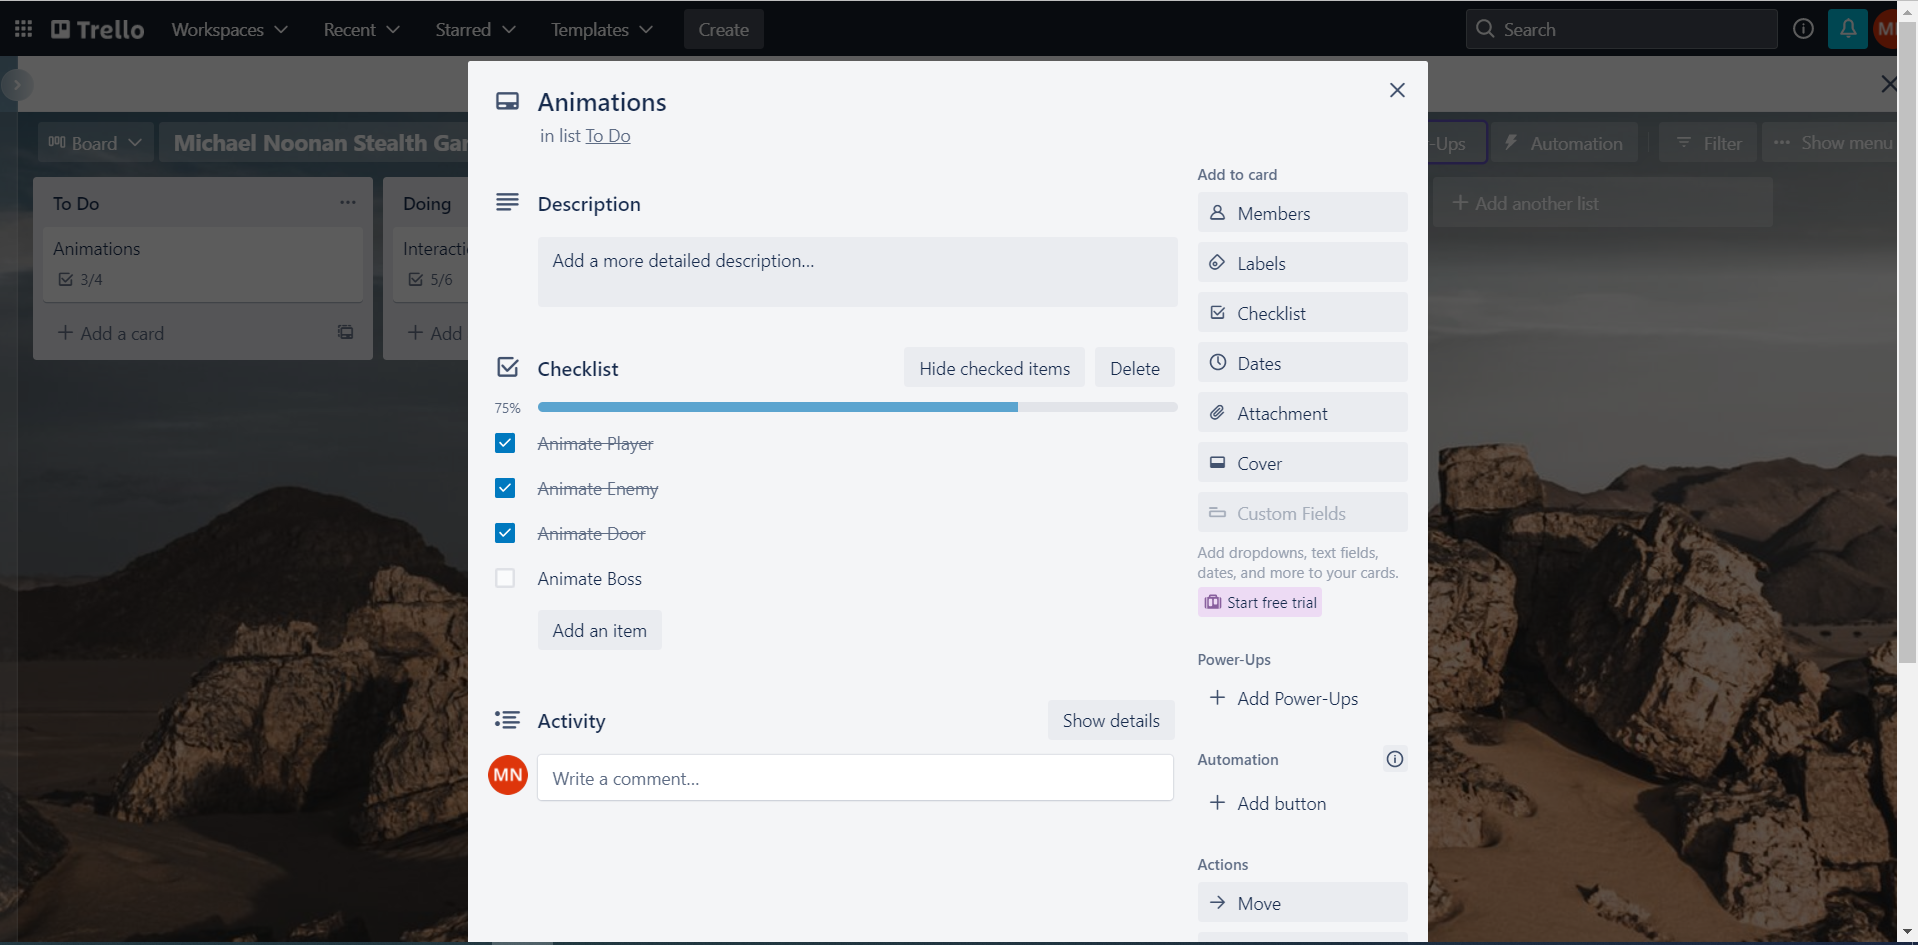 Trello Workspaces Recent Starred Templates Create Search
Board Michael Noonan Stealth -Ups Automation Filter Show menu
To Do
Animations
3/4
Add a card
Doing
5/6
Add
Add another list
Animations
in list To Do
Description
Add a more detailed description...
Checklist Hide checked items Delete
75%
Animate Player
Animate Enemy
Animate Door
Animate Boss
Add an item
Activity Show details
MN Write a comment...
Add to card
Members
Labels
Checklist
Dates
Attachment
Cover
Custom Fields
Add dropdowns, text fields,
dates, and more to your cards.
Start free trial
Power-Ups
Add Power-Ups
Automation
Add button
Actions
Move